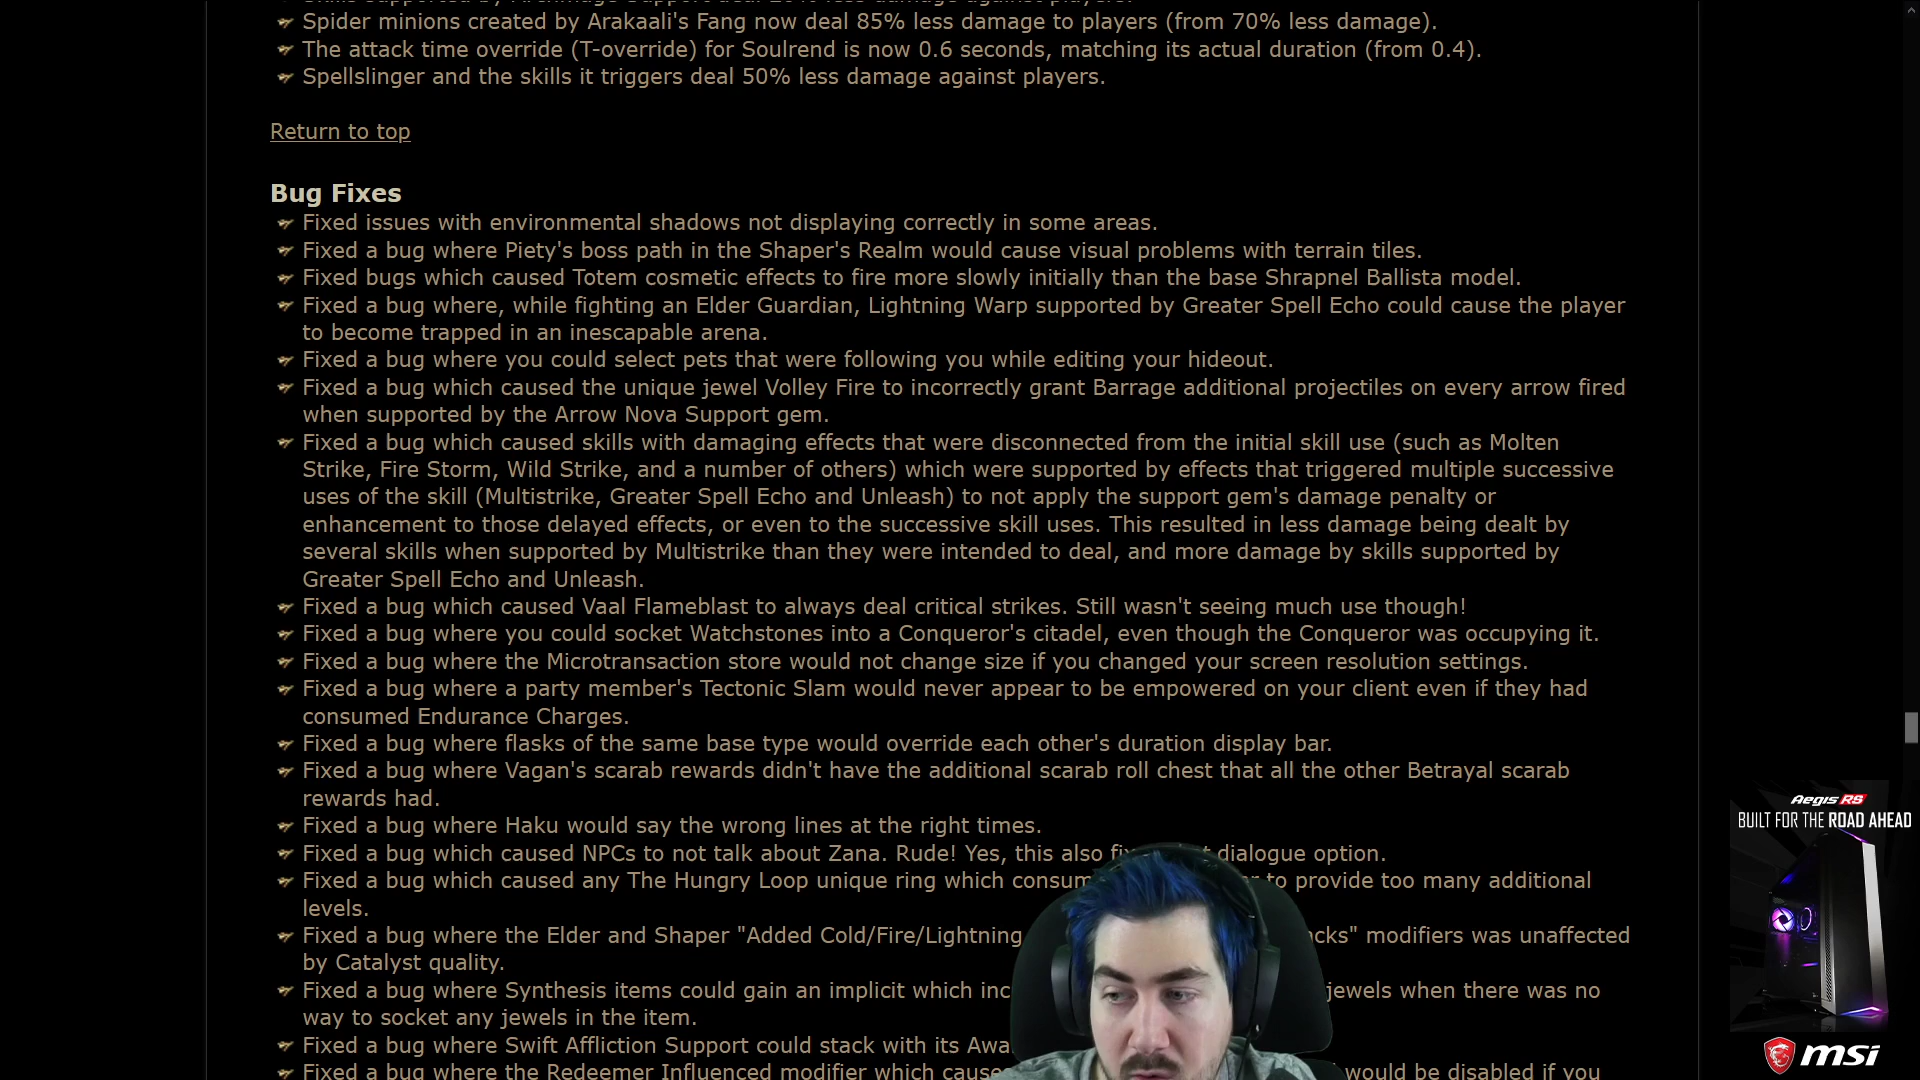 Spider minions created by Arakaali's Fang now deal 85% less damage to players (from 70% less damage).
The attack time override (T-override) for Soulrend is now 0.6 seconds, matching its actual duration (from 0.4).
Spellslinger and the skills it triggers deal 50% less damage against players.
Return to top
Bug Fixes
Fixed issues with environmental shadows not displaying correctly in some areas.
Fixed a bug where Piety's boss path in the Shaper's Realm would cause visual problems with terrain tiles.
Fixed bugs which caused Totem cosmetic effects to fire more slowly initially than the base Shrapnel Ballista model.
Fixed a bug where, while fighting an Elder Guardian, Lightning Warp supported by Greater Spell Echo could cause the player
to become trapped in an inescapable arena.
Fixed a bug where you could select pets that were following you while editing your hideout.
Fixed a bug which caused the unique jewel Volley Fire to incorrectly grant Barrage additional projectiles on every arrow fired
when supported by the Arrow Nova Support gem.
Fixed a bug which caused skills with damaging effects that were disconnected from the initial skill use (such as Molten
Strike, Fire Storm, Wild Strike, and a number of others) which were supported by effects that triggered multiple successive
uses of the skill (Multistrike, Greater Spell Echo and Unleash) to not apply the support gem's damage penalty or
enhancement to those delayed effects, or even to the successive skill uses. This resulted in less damage being dealt by
several skills when supported by Multistrike than they were intended to deal, and more damage by skills supported by
Greater Spell Echo and Unleash.
Fixed a bug which caused Vaal Flameblast to always deal critical strikes. Still wasn't seeing much use though!
Fixed a bug where you could socket Watchstones into a Conqueror's citadel, even though the Conqueror was occupying it.
Fixed a bug where the Microtransaction store would not change size if you changed your screen resolution settings.
Fixed a bug where a party member's Tectonic Slam would never appear to be empowered on your client even if they had
consumed Endurance Charges.
Fixed a bug where flasks of the same base type would override each other's duration display bar.
Fixed a bug where Vagan's scarab rewards didn't have the additional scarab roll chest that all the other Betrayal scarab
rewards had.
Fixed a bug where Haku would say the wrong lines at the right times.
Fixed a bug which caused NPCs to not talk about Zana. Rude! Yes, this also dialogue option.
Fixed a bug which caused any The Hungry Loop unique ring which to provide too many additional
levels.
Fixed a bug where the Elder and Shaper "Added Cold/Fire/Lightning modifiers was unaffected
by Catalyst quality.
Fixed a bug where Synthesis items could gain an implicit which jewels when there was no
way to socket any jewels in the item.
Fixed a bug where Swift Affliction Support could stack with its
Fixed a bug where the Redeemer Influenced modifier which would be disabled if you
Aegis RS
BUILT FOR THE ROAD AHEAD
msi